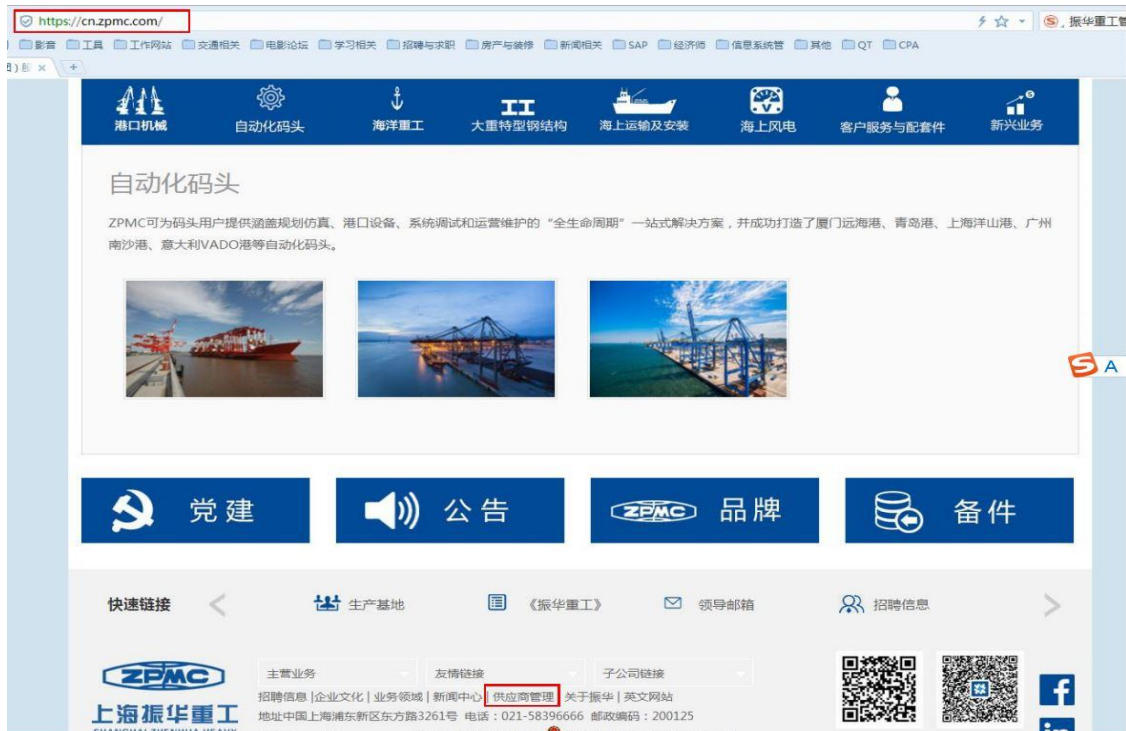 https://cn.zpmc.com/
振华重工
影音 工具 工作网站 交通相关 电影论坛 学习相关 招聘与求职 房产与装修 新闻相关 SAP 经济师 信息系统管 其他 QT CPA
港口机械 自动化码头 海洋重工 大重特型钢结构 海上运输及安装 海上风电 客户服务与配套件 新兴业务
自动化码头
ZPMC可为码头用户提供涵盖规划仿真、港口设备、系统调试和运营维护的“全生命周期”一站式解决方案,并成功打造了厦门远海港、青岛港、上海洋山港、广州
南沙港、意大利VADO港等自动化码头。
A
党建 公告 ZPMC 品牌 备件
快速链接 < 生产基地 《振华重工》 领导邮箱 招聘信息 >
主营业务 友情链接 子公司链接
ZPMC
招聘信息 |企业文化 | 业务领域 | 新闻中心 | 供应商管理 关于振华 | 英文网站
上海振华重工
地址中国上海浦东新区东方路3261号 电话:021-58396666 邮政编码:200125
f
in